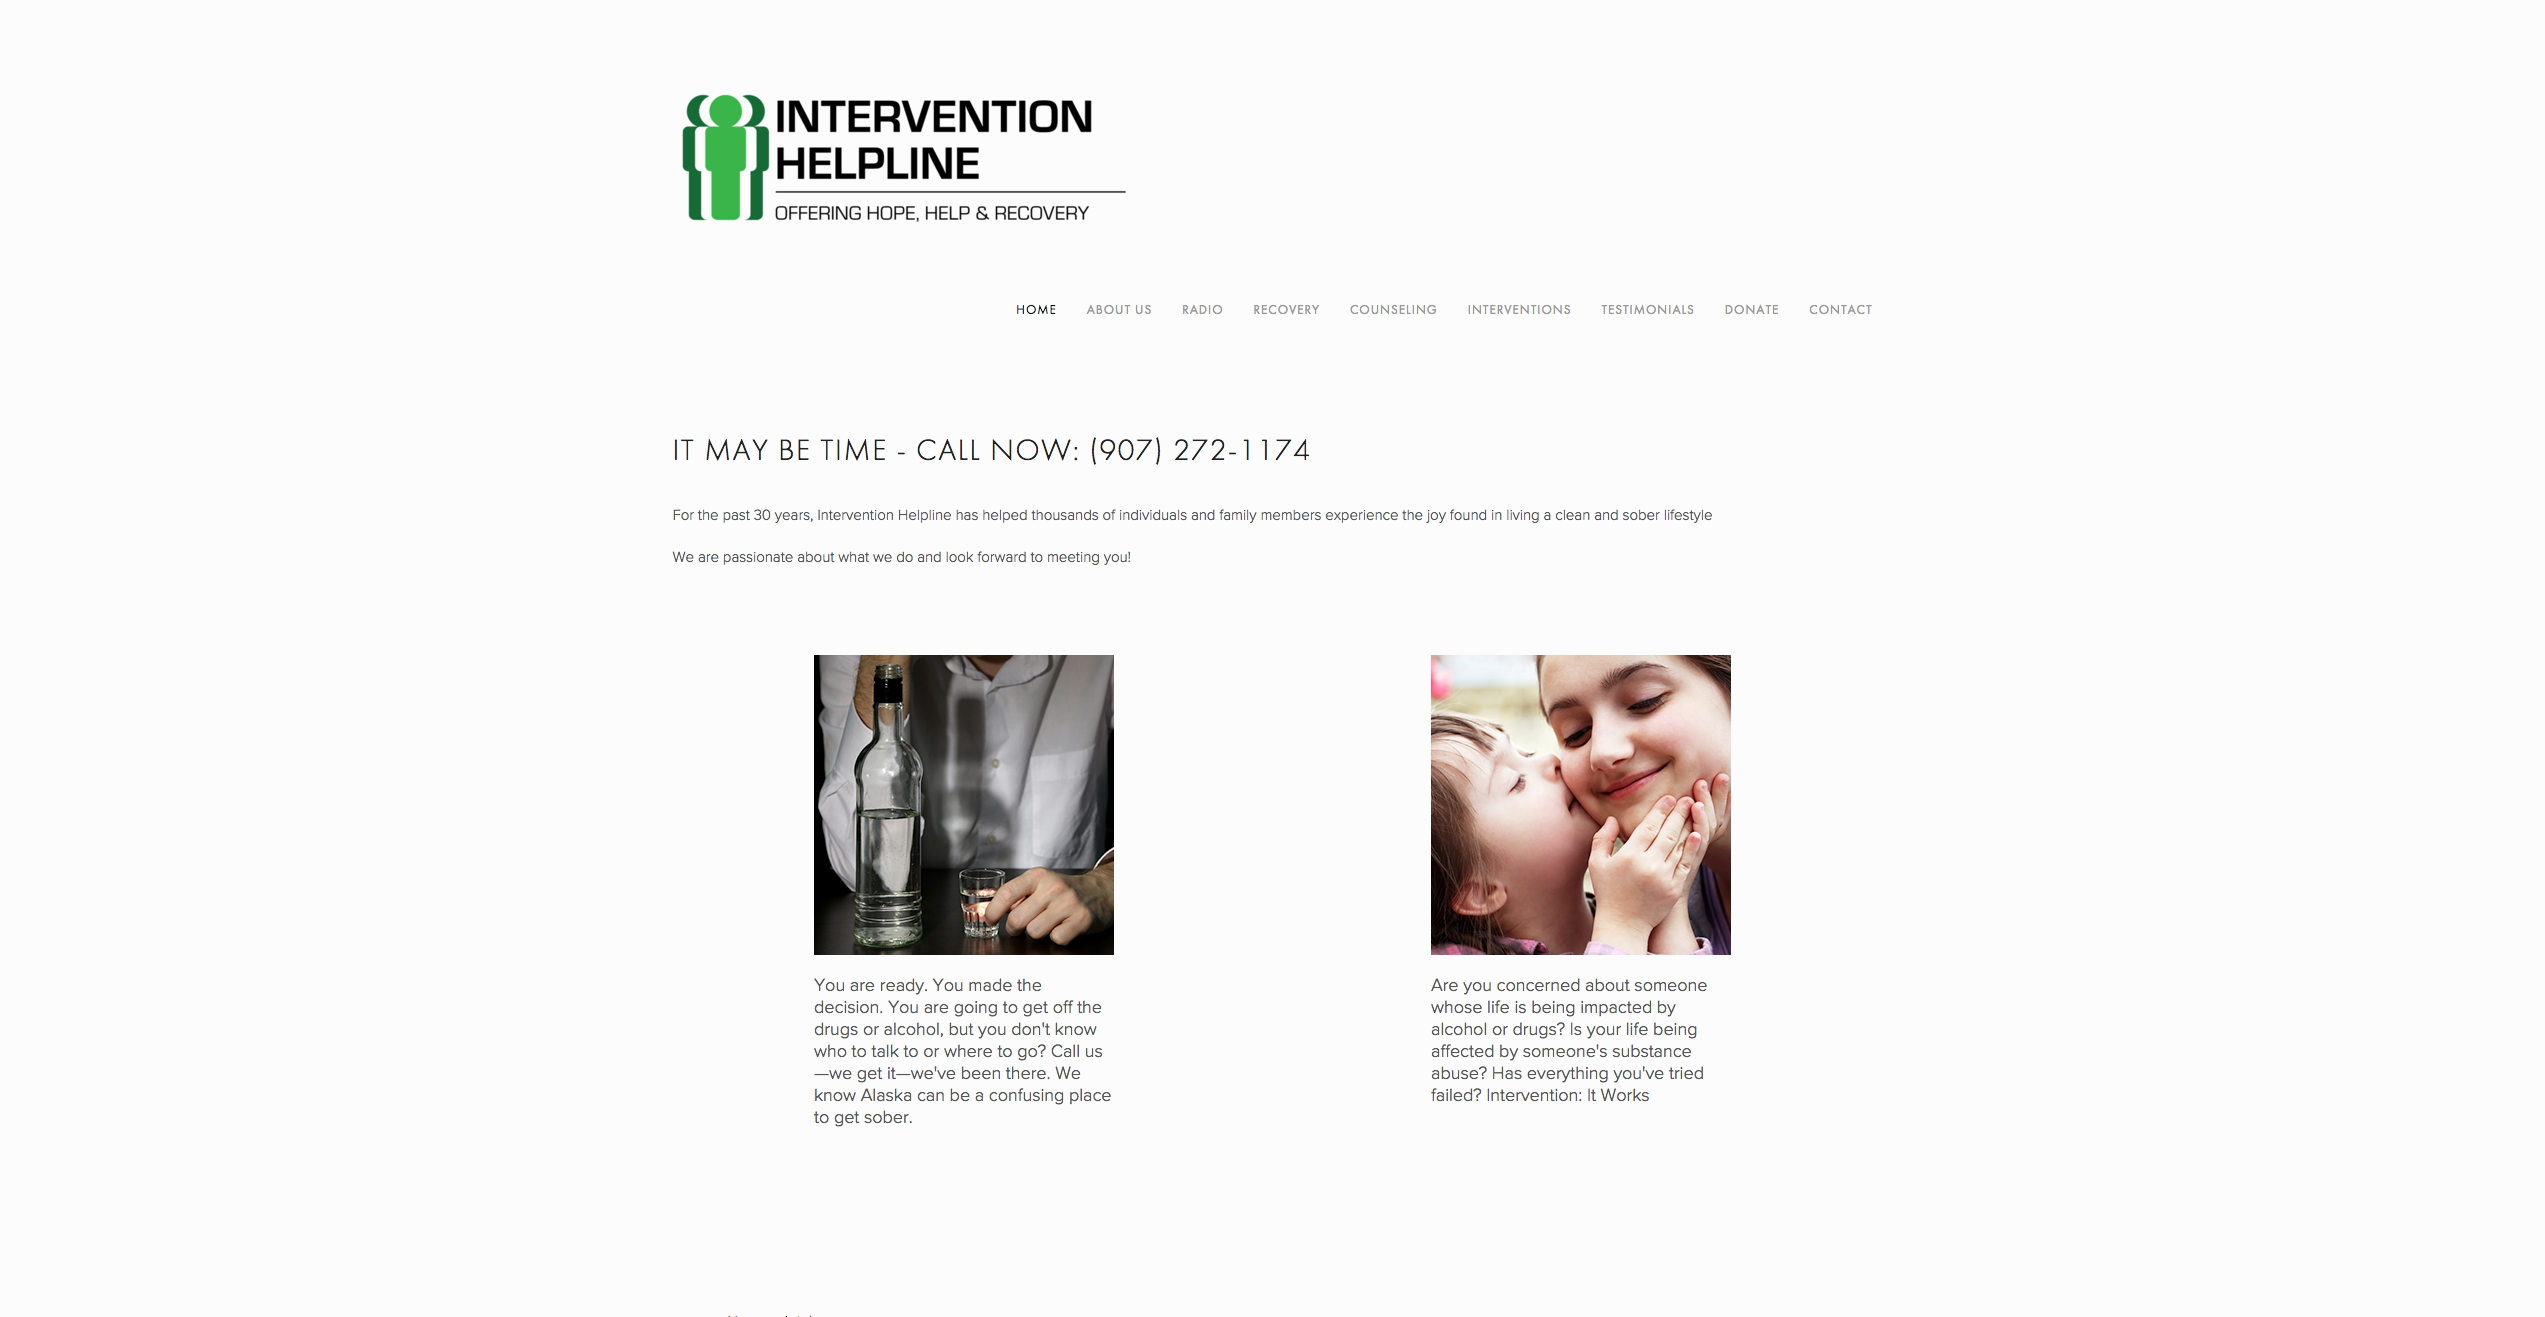 INTERVENTION
HELPLINE
OFFERING HOPE, HELP & RECOVERY
HOME ABOUT US RADIO RECOVERY COUNSELING INTERVENTIONS TESTIMONIALS DONATE CONTACT
IT MAY BE TIME - CALL NOW: (907) 272-1174
For the past 30 years, Intervention Helpline has helped thousands of individuals and family members experience the joy found in living a clean and sober lifestyle
We are passionate about what we do and look forward to meeting you!
You are ready. You made the
decision. You are going to get off the
drugs or alcohol, but you don't know
who to talk to or where to go? Call us
—we get it—we've been there. We
know Alaska can be a confusing place
to get sober.
Are you concerned about someone
whose life is being impacted by
alcohol or drugs? Is your life being
affected by someone's substance
abuse? Has everything you've tried
failed? Intervention: It Works